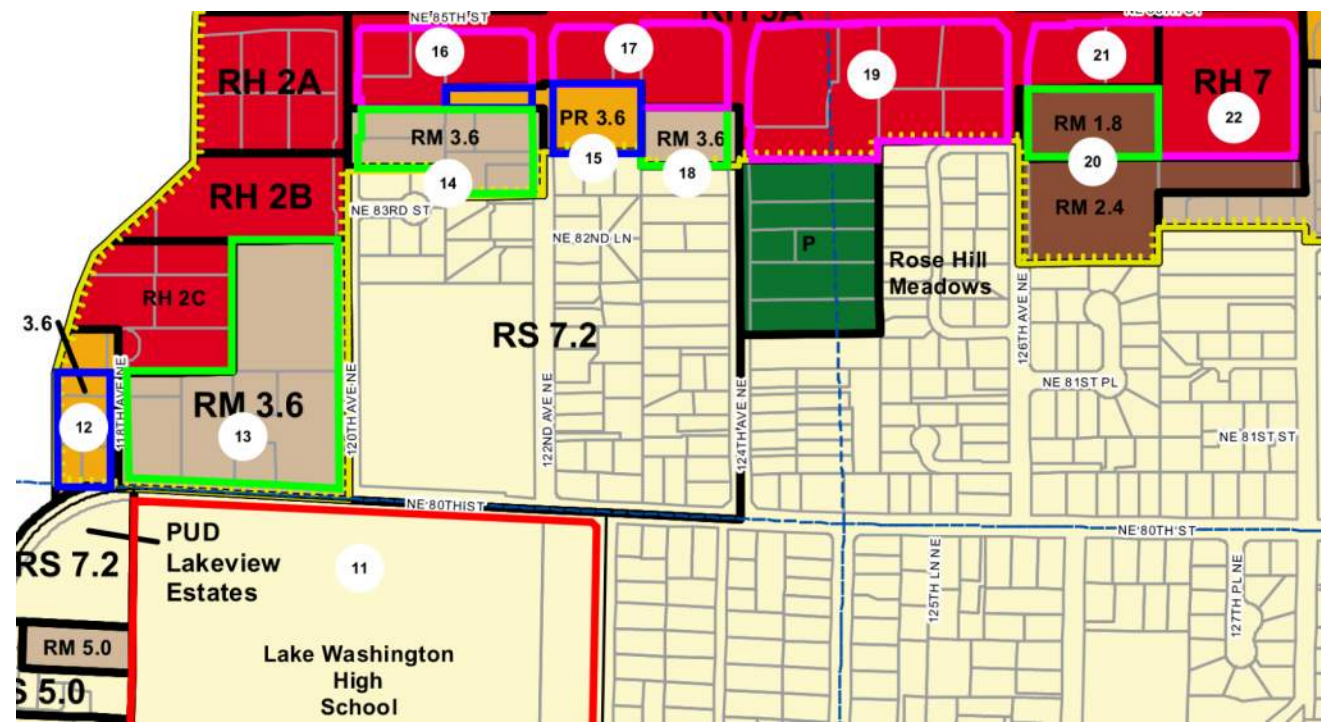 NE 85TH ST
RH 2A
16
17
19
21
RH 7
22
RM 3.6
PR 3.6
15
RM 3.6
18
14
RM 1.8
20
RM 2.4
RH 2B
NE 83RD ST
NE 82ND LN
P
Rose Hill
Meadows
RH 2C
3.6
RS 7.2
126TH AVE NE
NE 81ST PL
118TH AVE NE
RM 3.6
12
13
120TH AVE NE
122ND AVE NE
124TH AVE NE
NE 81ST ST
NE 80TH ST
NE 80TH ST
PUD
Lakeview
Estates
RS 7.2
11
125TH LN NE
127TH PL NE
RM 5.0
S 5.0
Lake Washington
High
School